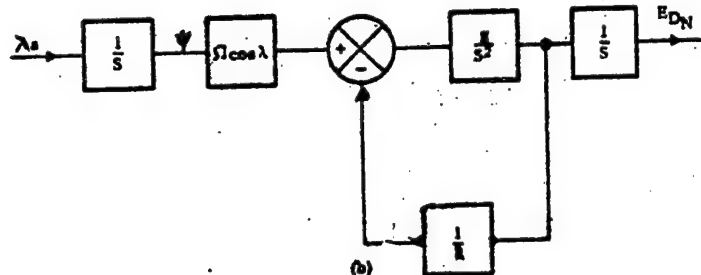 λs
1/S
ψ
Ω cos λ
+
−
g/S²
1/S
E_{D_N}
1/R
(b)